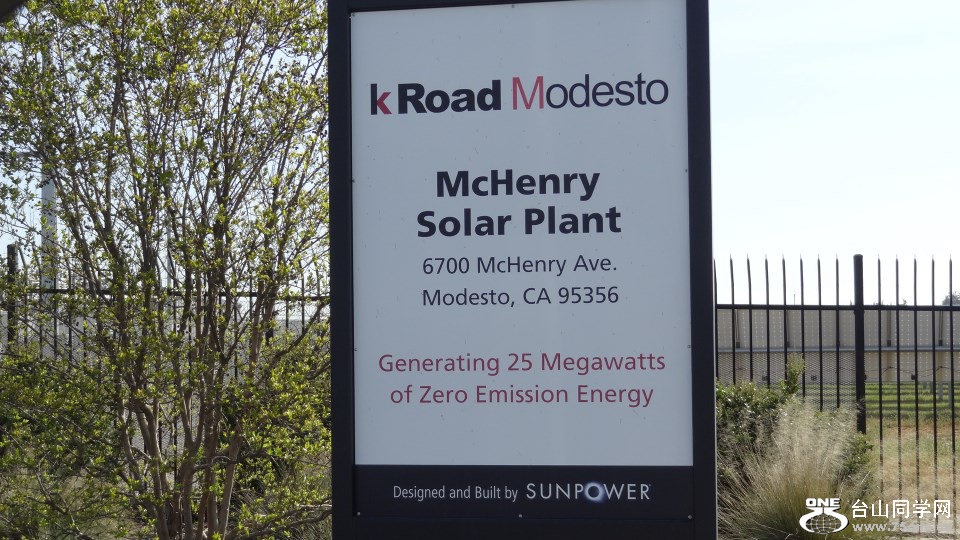 kRoad Modesto
McHenry
Solar Plant
6700 McHenry Ave.
Modesto, CA 95356
Generating 25 Megawatts
of Zero Emission Energy
Designed and Built by SUNPOWER
ONE 台山同学网